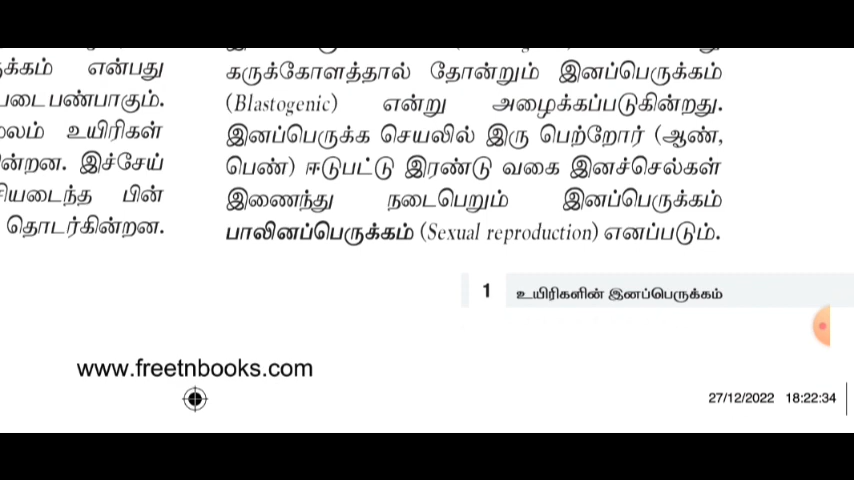 க்கம் என்பது
படை பண்பாகும்.
லம் உயிரிகள்
ன்றன. இச்சேய்
சியடைந்த பின்
தொடர்கின்றன.
கருக்கோளத்தால் தோன்றும் இனப்பெருக்கம்
(Blastogenic) என்று அழைக்கப்படுகின்றது.
இனப்பெருக்க செயலில் இரு பெற்றோர் (ஆண்,
பெண்) ஈடுபட்டு இரண்டு வகை இனச்செல்கள்
இணைந்து நடைபெறும் இனப்பெருக்கம்
பாலினப்பெருக்கம் (Sexual reproduction) எனப்படும்.
1 உயிரிகளின் இனப்பெருக்கம்
www.freetnbooks.com
27/12/2022 18:22:34